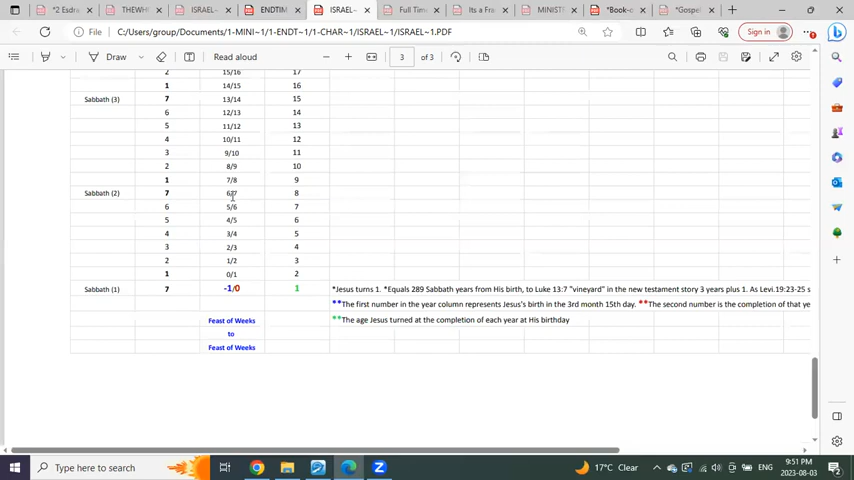 *2 Esdra
THEWH
ISRAEL-
ENDTIM
ISRAEL-
Full Time
Its a Fro
MINISTR
*Book-o
*Gospel
C:/Users/group/Documents/1-MINI~1/1-ENDT~1/1-CHAR~1/ISRAEL~1/ISRAEL~1.PDF
Sign in
Draw
Read aloud
3 of 3
2 14/15 17
1 14/15 16
Sabbath (3) 7 13/14 15
6 12/13 14
5 11/12 13
4 10/11 12
3 9/10 11
2 8/9 10
1 7/8 9
Sabbath (2) 7 6/7 8
6 5/6 7
5 4/5 6
4 3/4 5
3 2/3 4
2 1/2 3
1 0/1 2
Sabbath (1) 7 -1/0 1 *Jesus turns 1. *Equals 289 Sabbath years from His birth, to Luke 13:7 "vineyard" in the new testament story 3 years plus 1. As Levi.19:23-25 s
**The first number in the year column represents Jesus's birth in the 3rd month 15th day. **The second number is the completion of that ye
Feast of Weeks **The age Jesus turned at the completion of each year at His birthday
to
Feast of Weeks
Type here to search
17°C Clear
ENG
9:51 PM
2023-08-03
2